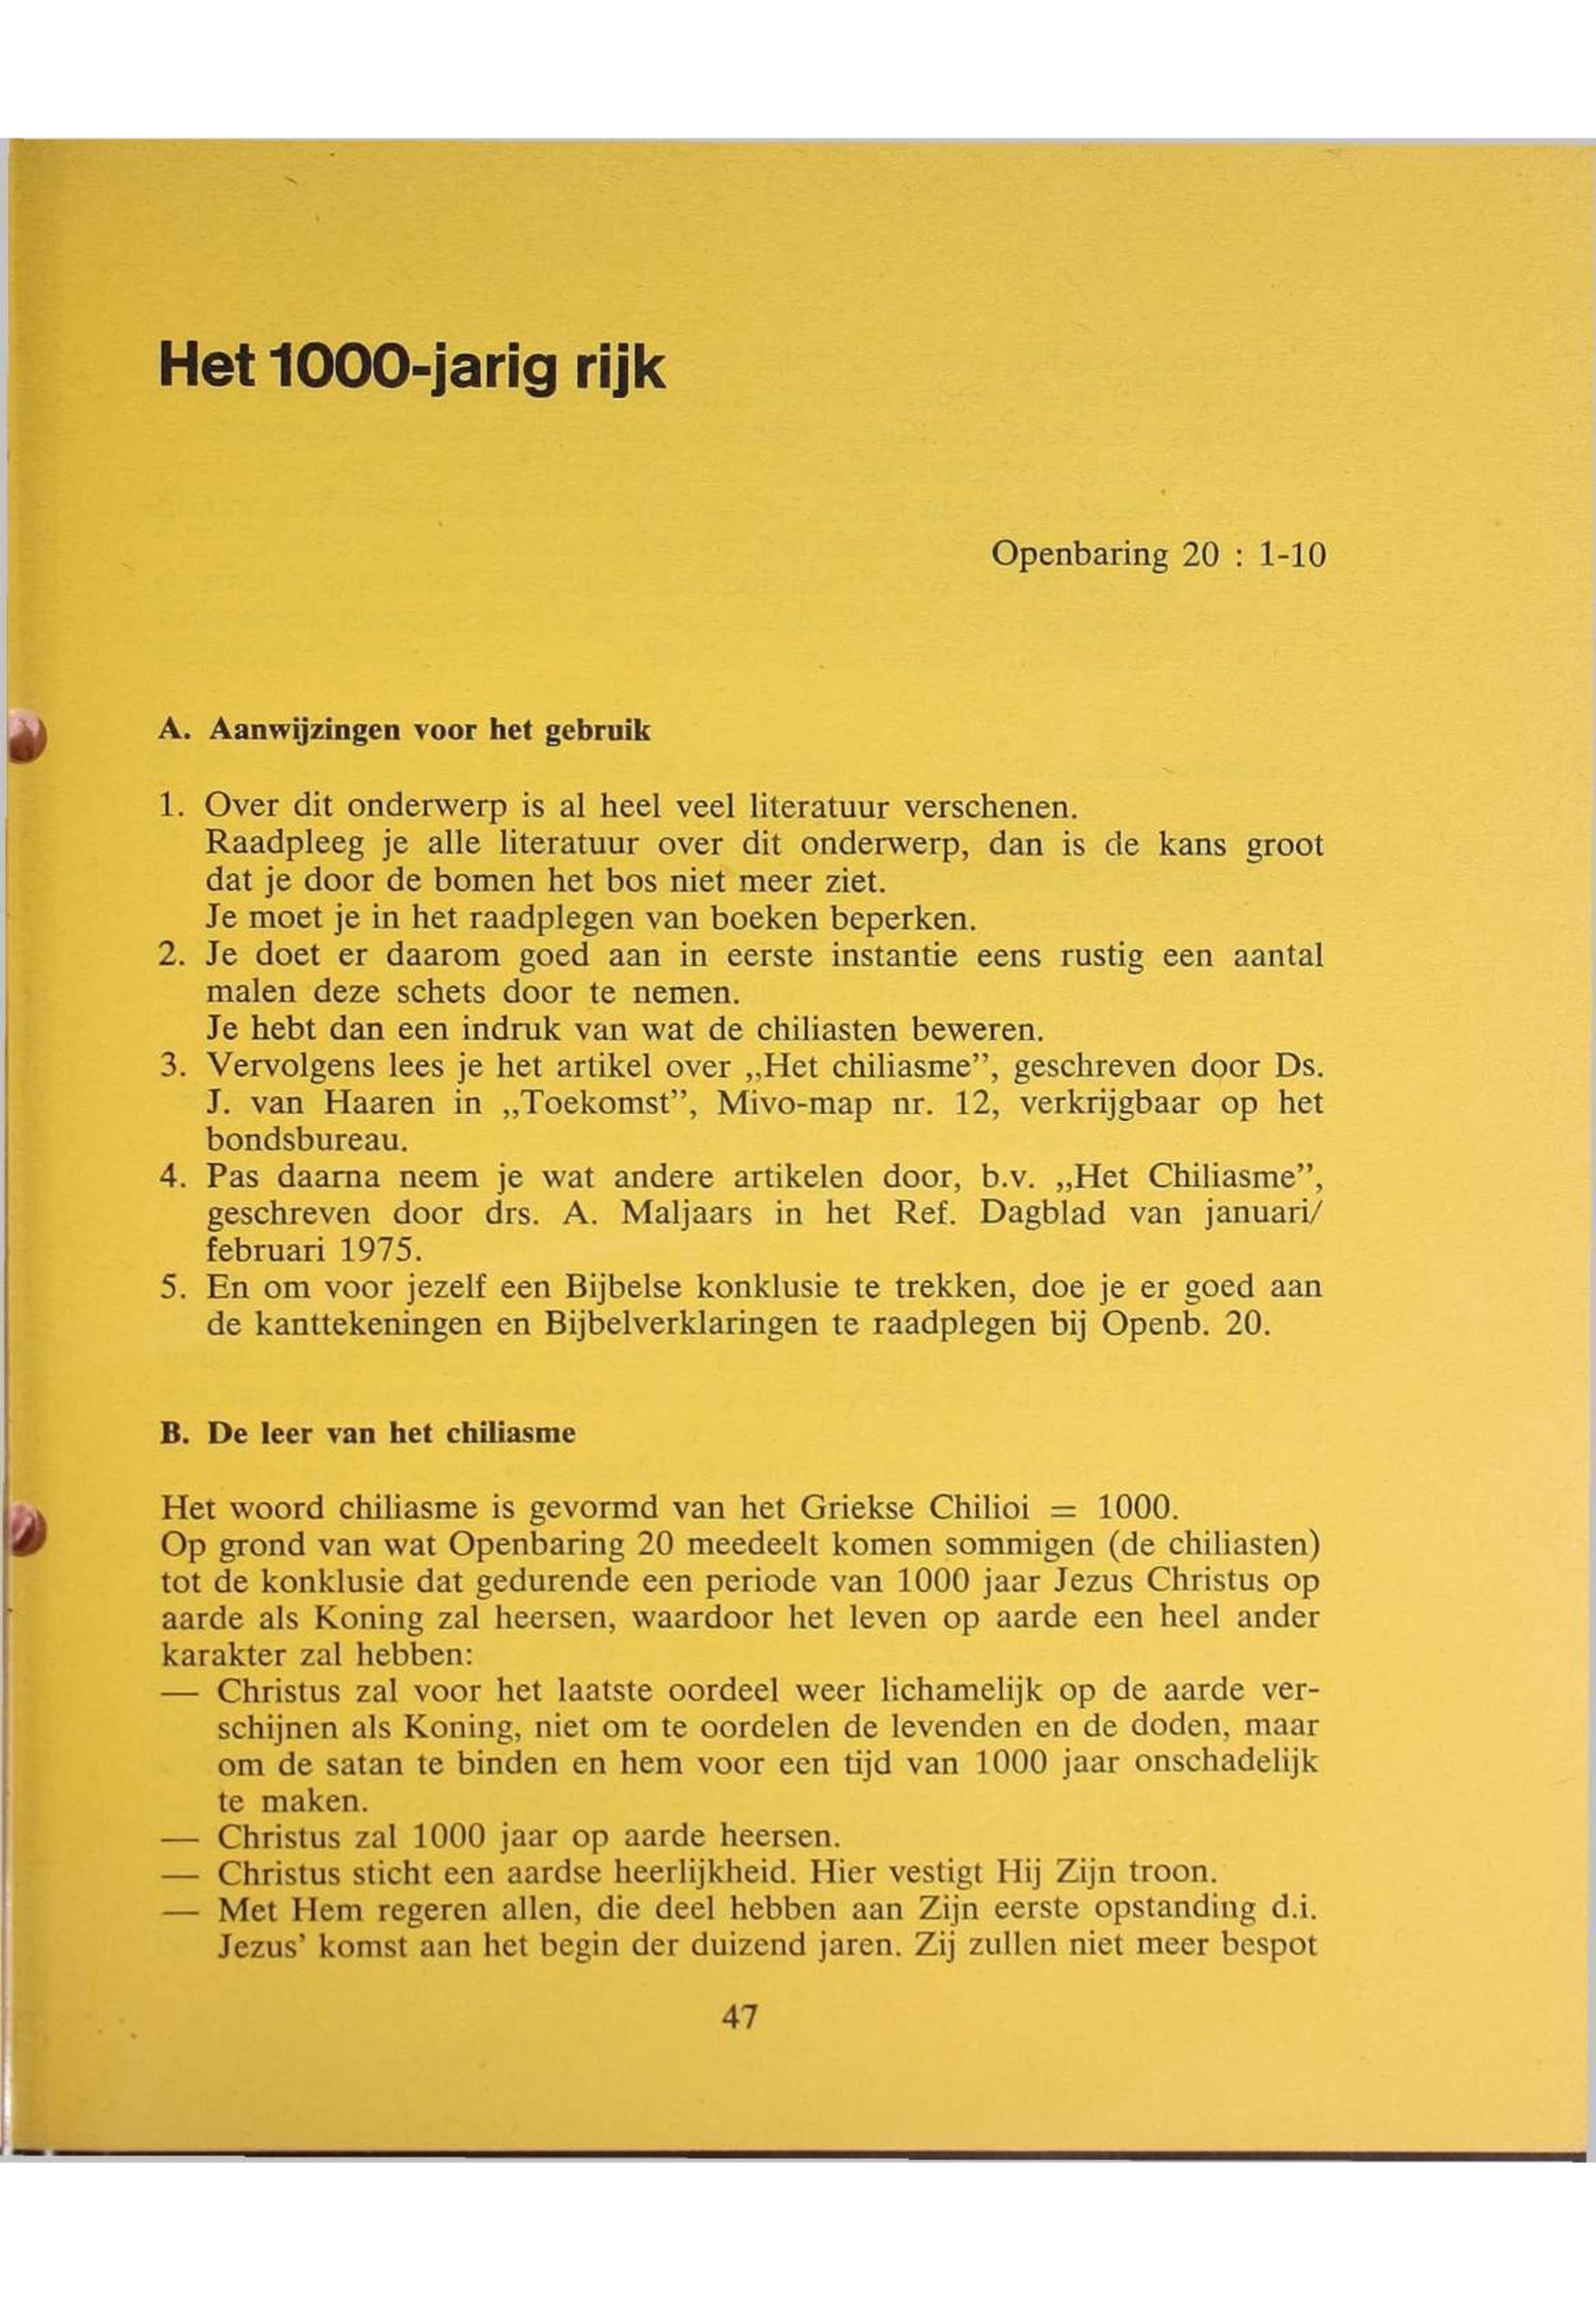 Het 1000-jarig rijk
Openbaring 20 : 1-10
A. Aanwijzingen voor het gebruik
1. Over dit onderwerp is al heel veel literatuur verschenen.
Raadpleeg je alle literatuur over dit onderwerp, dan is de kans groot
dat je door de bomen het bos niet meer ziet.
Je moet je in het raadplegen van boeken beperken.
2. Je doet er daarom goed aan in eerste instantie eens rustig een aantal
malen deze schets door te nemen.
Je hebt dan een indruk van wat de chiliasten beweren.
3. Vervolgens lees je het artikel over „Het chiliasme”, geschreven door Ds.
J. van Haaren in „Toekomst”, Mivo-map nr. 12, verkrijgbaar op het
bondsbureau.
4. Pas daarna neem je wat andere artikelen door, b.v. „Het Chiliasme”,
geschreven door drs. A. Maljaars in het Ref. Dagblad van januari/
februari 1975.
5. En om voor jezelf een Bijbelse konklusie te trekken, doe je er goed aan
de kanttekeningen en Bijbelverklaringen te raadplegen bij Openb. 20.
B. De leer van het chiliasme
Het woord chiliasme is gevormd van het Griekse Chilioi = 1000.
Op grond van wat Openbaring 20 meedeelt komen sommigen (de chiliasten)
tot de konklusie dat gedurende een periode van 1000 jaar Jezus Christus op
aarde als Koning zal heersen, waardoor het leven op aarde een heel ander
karakter zal hebben:
— Christus zal voor het laatste oordeel weer lichamelijk op de aarde ver-
schijnen als Koning, niet om te oordelen de levenden en de doden, maar
om de satan te binden en hem voor een tijd van 1000 jaar onschadelijk
te maken.
— Christus zal 1000 jaar op aarde heersen.
— Christus sticht een aardse heerlijkheid. Hier vestigt Hij Zijn troon.
— Met Hem regeren allen, die deel hebben aan Zijn eerste opstanding d.i.
Jezus’ komst aan het begin der duizend jaren. Zij zullen niet meer bespot
47